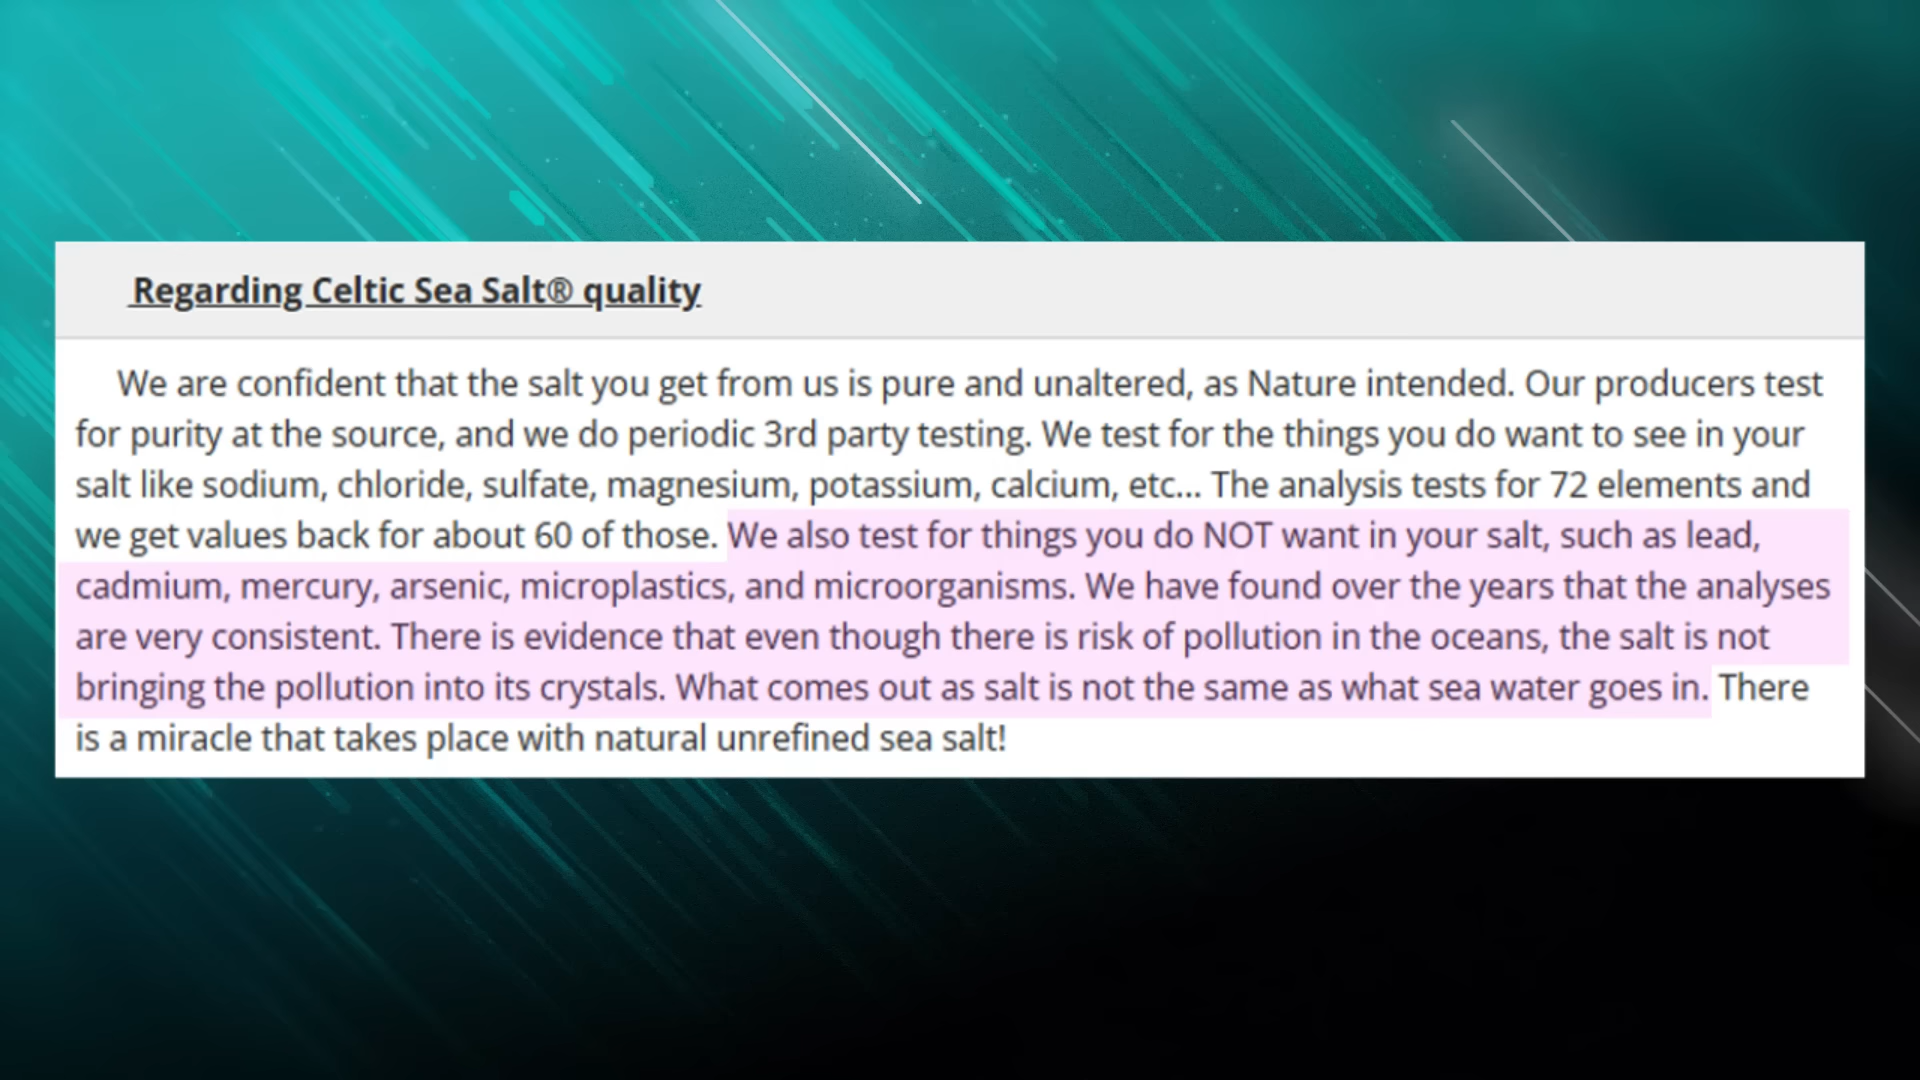 Regarding Celtic Sea Salt® quality
We are confident that the salt you get from us is pure and unaltered, as Nature intended. Our producers test
for purity at the source, and we do periodic 3rd party testing. We test for the things you do want to see in your
salt like sodium, chloride, sulfate, magnesium, potassium, calcium, etc... The analysis tests for 72 elements and
we get values back for about 60 of those. We also test for things you do NOT want in your salt, such as lead,
cadmium, mercury, arsenic, microplastics, and microorganisms. We have found over the years that the analyses
are very consistent. There is evidence that even though there is risk of pollution in the oceans, the salt is not
bringing the pollution into its crystals. What comes out as salt is not the same as what sea water goes in. There
is a miracle that takes place with natural unrefined sea salt!